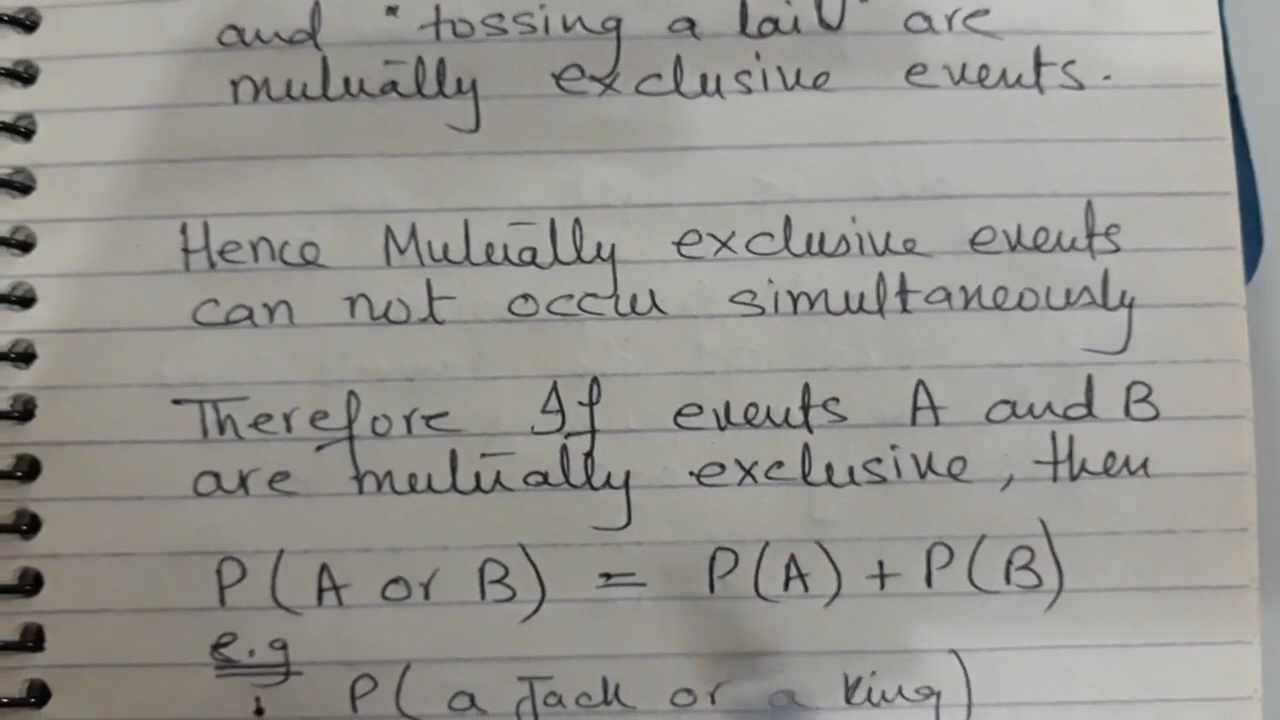 and "tossing a tail" are
mutually exclusive events.
Hence Mutually exclusive events
can not occur simultaneously
Therefore If events A and B
are mutually exclusive, then
P(A or B) = P(A) + P(B)
e.g
: P(a Jack or a King)